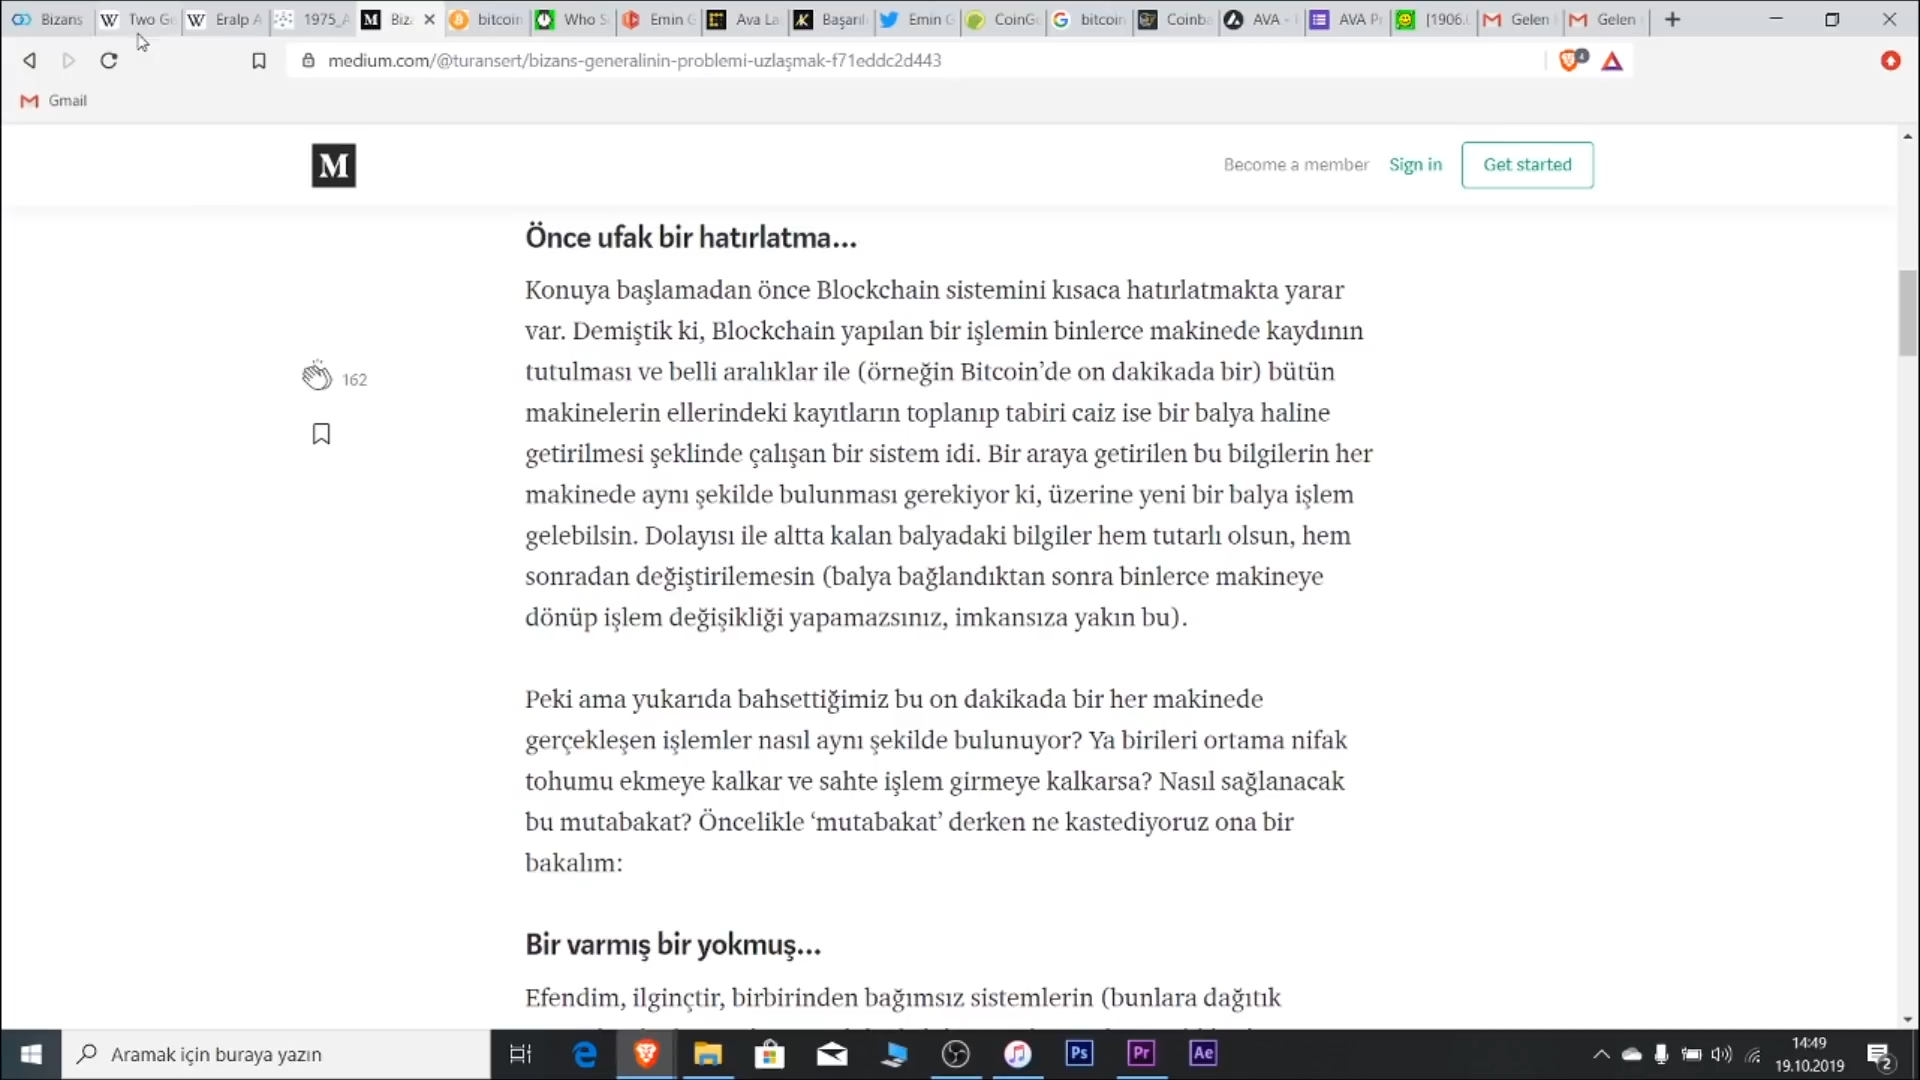 Bizans
Two G
Eralp A
1975_A
Biz
bitcoin
Who S
Emin G
Ava La
Başarıl
Emin G
CoinG
bitcoin
Coinb
AVA -
AVA P
[1906.
Gelen
Gelen
medium.com/@turansert/bizans-generalinin-problemi-uzlaşmak-f71eddc2d443
4
Gmail
M
Become a member
Sign in
Get started
Önce ufak bir hatırlatma…
Konuya başlamadan önce Blockchain sistemini kısaca hatırlatmakta yarar
var. Demiştik ki, Blockchain yapılan bir işlemin binlerce makinede kaydının
tutulması ve belli aralıklar ile (örneğin Bitcoin’de on dakikada bir) bütün
makinelerin ellerindeki kayıtların toplanıp tabiri caiz ise bir balya haline
getirilmesi şeklinde çalışan bir sistem idi. Bir araya getirilen bu bilgilerin her
makinede aynı şekilde bulunması gerekiyor ki, üzerine yeni bir balya işlem
gelebilsin. Dolayısı ile altta kalan balyadaki bilgiler hem tutarlı olsun, hem
sonradan değiştirilemesin (balya bağlandıktan sonra binlerce makineye
dönüp işlem değişikliği yapamazsınız, imkansıza yakın bu).
162
Peki ama yukarıda bahsettiğimiz bu on dakikada bir her makinede
gerçekleşen işlemler nasıl aynı şekilde bulunuyor? Ya birileri ortama nifak
tohumu ekmeye kalkar ve sahte işlem girmeye kalkarsa? Nasıl sağlanacak
bu mutabakat? Öncelikle ‘mutabakat’ derken ne kastediyoruz ona bir
bakalım:
Bir varmış bir yokmuş…
Efendim, ilginçtir, birbirinden bağımsız sistemlerin (bunlara dağıtık
Aramak için buraya yazın
Ps
Pr
Ae
14:49
19.10.2019
2